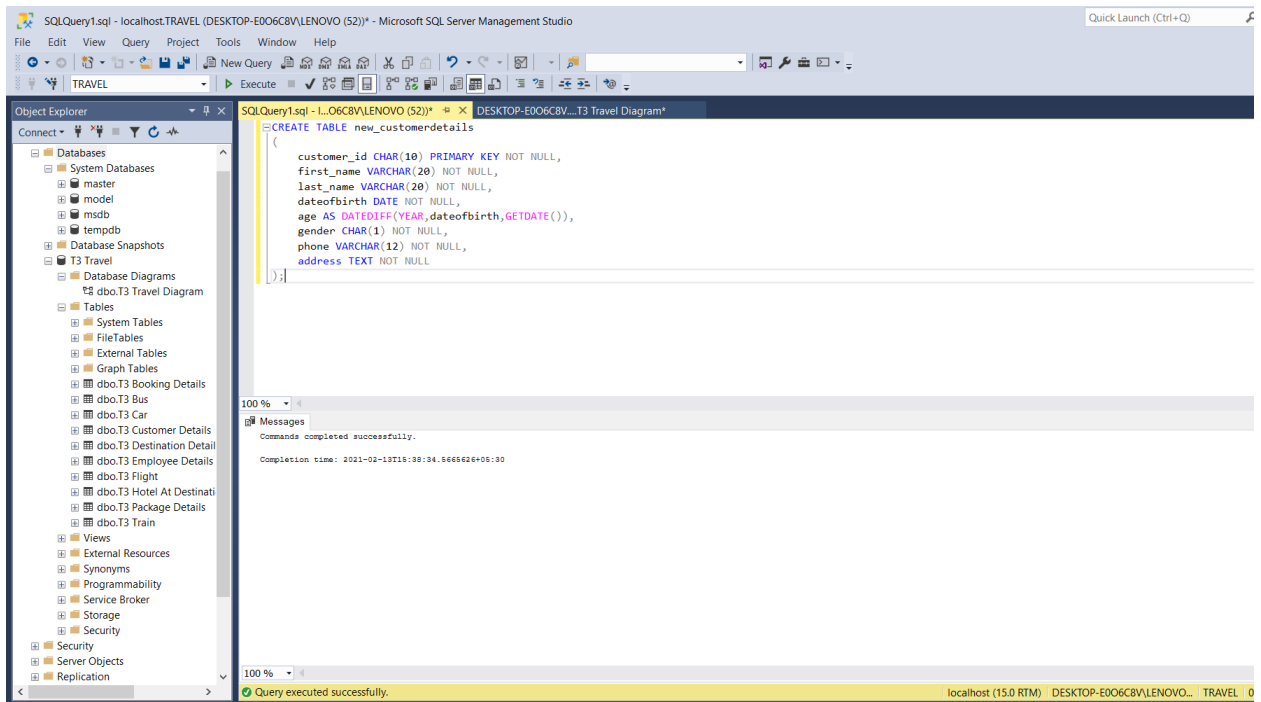 SQLQuery1.sql - localhost.TRAVEL (DESKTOP-E0O6C8V\LENOVO (52))* - Microsoft SQL Server Management Studio
Quick Launch (Ctrl+Q)
File Edit View Query Project Tools Window Help
New Query MDX DMX XMLA DAX
TRAVEL Execute
Object Explorer
SQLQuery1.sql - l...O6C8V\LENOVO (52))* DESKTOP-E0O6C8V....T3 Travel Diagram*
Connect
Databases
System Databases
master
model
msdb
tempdb
Database Snapshots
T3 Travel
Database Diagrams
dbo.T3 Travel Diagram
Tables
System Tables
FileTables
External Tables
Graph Tables
dbo.T3 Booking Details
dbo.T3 Bus
dbo.T3 Car
dbo.T3 Customer Details
dbo.T3 Destination Detail
dbo.T3 Employee Details
dbo.T3 Flight
dbo.T3 Hotel At Destinati
dbo.T3 Package Details
dbo.T3 Train
Views
External Resources
Synonyms
Programmability
Service Broker
Storage
Security
Security
Server Objects
Replication
CREATE TABLE new_customerdetails
(
customer_id CHAR(10) PRIMARY KEY NOT NULL,
first_name VARCHAR(20) NOT NULL,
last_name VARCHAR(20) NOT NULL,
dateofbirth DATE NOT NULL,
age AS DATEDIFF(YEAR,dateofbirth,GETDATE()),
gender CHAR(1) NOT NULL,
phone VARCHAR(12) NOT NULL,
address TEXT NOT NULL
);
100 %
Messages
Commands completed successfully.
Completion time: 2021-02-13T15:38:34.5665626+05:30
100 %
Query executed successfully.
localhost (15.0 RTM) DESKTOP-E0O6C8V\LENOVO... TRAVEL 0